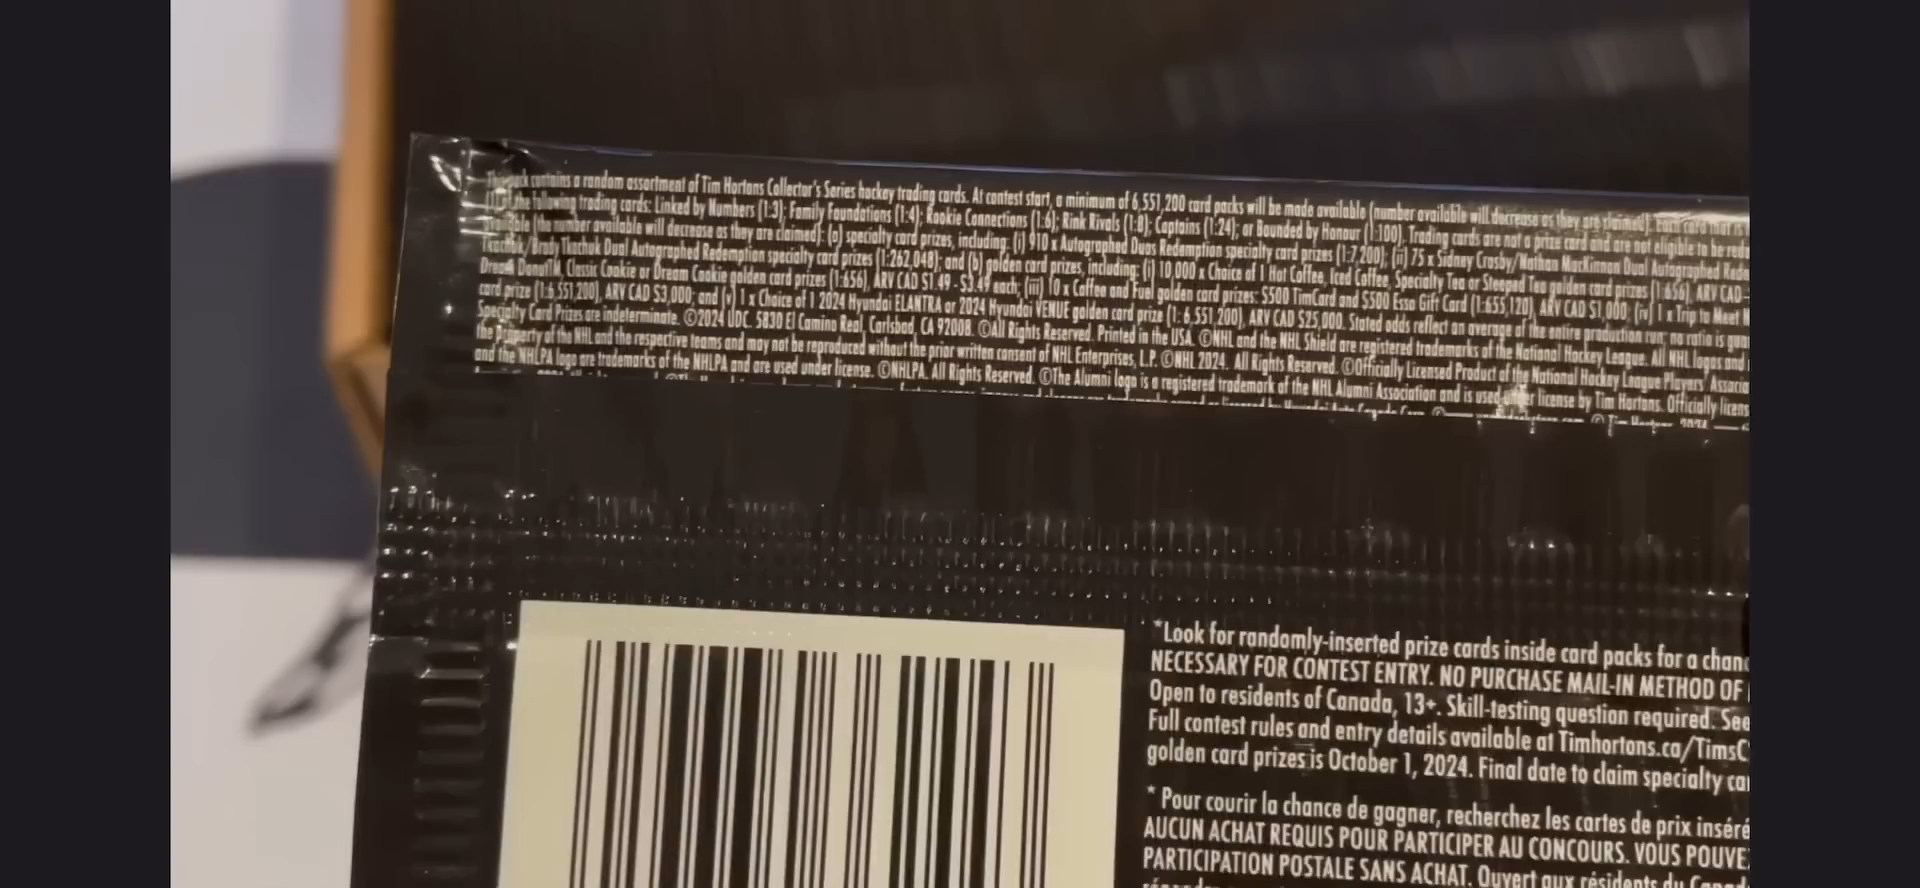 pack contains a random assortment of Tim Hortons Collector's Series hockey trading cards. At contest start, a minimum of 6,551,200 card packs will be made available (number available will decrease as they are claimed).
the following trading cards: Linked by Numbers (1:3); Family Foundations (1:4); Rookie Connections (1:6); Rink Rivals (1:8); Captains (1:24); or Bounded by Honour (1:100). Trading cards are not a prize card and are not eligible to
(number available will decrease as they are claimed): (a) specialty card prizes, including: (i) 910 x Autographed Duos Redemption specialty card prizes (1:7,200); (ii) 75 x Sidney Crosby/Nathan MacKinnon Dual Autographed
Tkachuk/Brady Tkachuk Dual Autographed Redemption specialty card prizes (1:262,048); and (b) golden card prizes, including: (i) 10,000 x Choice of 1 Hot Coffee, Iced Coffee, Specialty Tea or Steeped Tea golden card prizes (1:656), ARV CAD
Dream Donut™, Classic Cookie or Dream Cookie golden card prizes (1:656), ARV CAD $1.49 - $3.49 each; (iii) 10 x Coffee and Fuel golden card prizes: $500 TimCard and $500 Esso Gift Card (1:655,120), ARV CAD $1,000; (iv) 1 x Trip to Meet
card prize (1:6,551,200), ARV CAD $3,000; and (v) 1 x Choice of 1 2024 Hyundai ELANTRA or 2024 Hyundai VENUE golden card prize (1: 6,551,200), ARV CAD $25,000. Stated odds reflect an average of the entire production run; no ratio is
Specialty Card Prizes are indeterminate. ©2024 UDC. 5830 El Camino Real, Carlsbad, CA 92008. ©All Rights Reserved. Printed in the USA. ©NHL and the NHL Shield are registered trademarks of the National Hockey League. All NHL logos and
the Property of the NHL and the respective teams and may not be reproduced without the prior written consent of NHL Enterprises, L.P. ©NHL 2024. All Rights Reserved. ©Officially Licensed Product of the National Hockey League Players'
and the NHLPA logo are trademarks of the NHLPA and are used under license. ©NHLPA. All Rights Reserved. ©The Alumni logo is a registered trademark of the NHL Alumni Association and is used under license by Tim Hortons. Officially
© Tim Hortons, 2024
*Look for randomly-inserted prize cards inside card packs for a
NECESSARY FOR CONTEST ENTRY. NO PURCHASE MAIL-IN METHOD OF
Open to residents of Canada, 13+. Skill-testing question required. See
Full contest rules and entry details available at Timhortons.ca/TimsC
golden card prizes is October 1, 2024. Final date to claim specialty
* Pour courir la chance de gagner, recherchez les cartes de prix inséré
AUCUN ACHAT REQUIS POUR PARTICIPER AU CONCOURS. VOUS POUVE
PARTICIPATION POSTALE SANS ACHAT. Ouvert aux résidents du